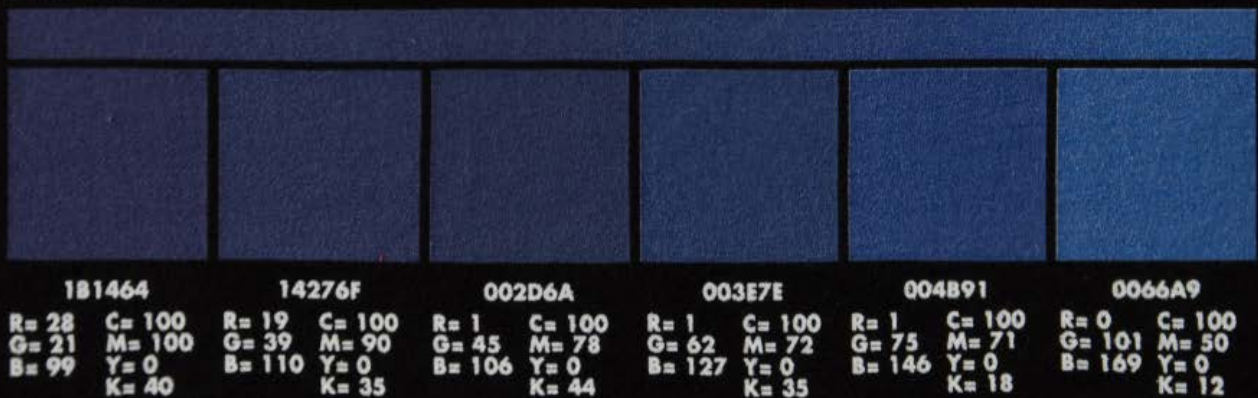 1B1464
R= 28 C= 100
G= 21 M= 100
B= 99 Y= 0
K= 40
14276F
R= 19 C= 100
G= 39 M= 90
B= 110 Y= 0
K= 35
002D6A
R= 1 C= 100
G= 45 M= 78
B= 106 Y= 0
K= 44
003E7E
R= 1 C= 100
G= 62 M= 72
B= 127 Y= 0
K= 35
004B91
R= 1 C= 100
G= 75 M= 71
B= 146 Y= 0
K= 18
0066A9
R= 0 C= 100
G= 101 M= 50
B= 169 Y= 0
K= 12